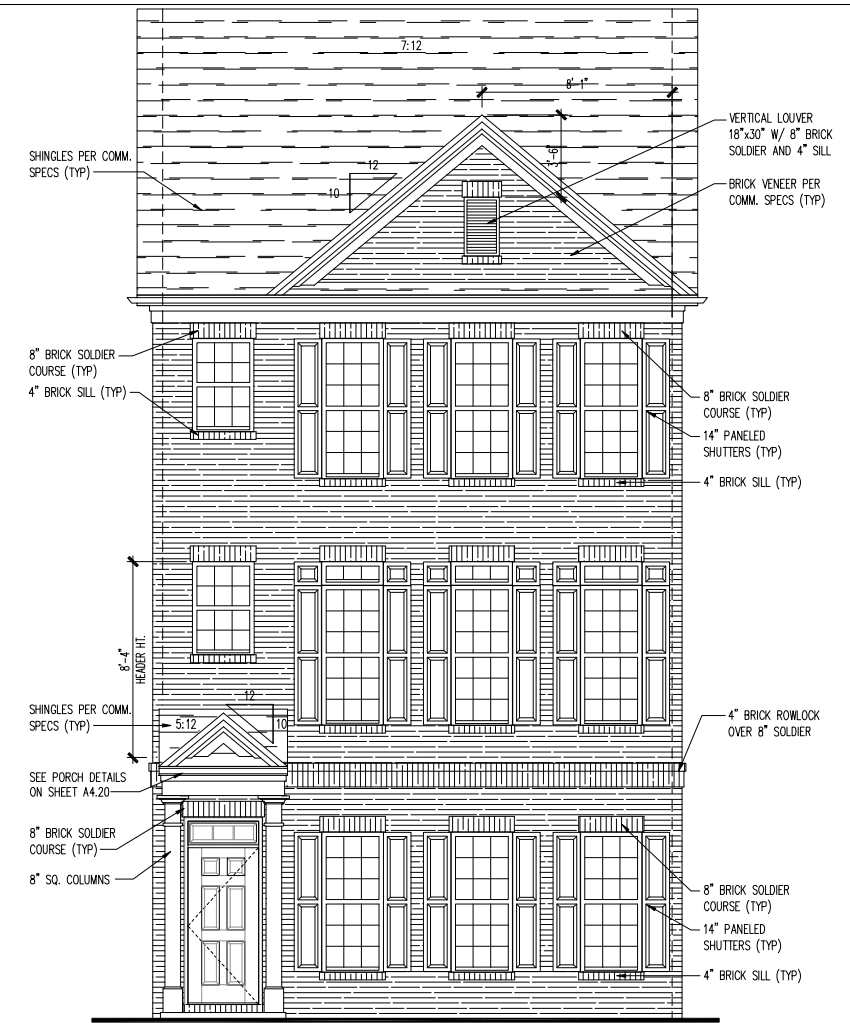 7:12
8'-1"
VERTICAL LOUVER
18"x30" W/ 8" BRICK
SOLDIER AND 4" SILL
3'-6"
SHINGLES PER COMM.
SPECS (TYP)
12
10
BRICK VENEER PER
COMM. SPECS (TYP)
8" BRICK SOLDIER
COURSE (TYP)
4" BRICK SILL (TYP)
8" BRICK SOLDIER
COURSE (TYP)
14" PANELED
SHUTTERS (TYP)
4" BRICK SILL (TYP)
8'-4"
HEADER HT.
SHINGLES PER COMM.
SPECS (TYP)
12
5:12
10
4" BRICK ROWLOCK
OVER 8" SOLDIER
SEE PORCH DETAILS
ON SHEET A4.20
8" BRICK SOLDIER
COURSE (TYP)
8" SQ. COLUMNS
8" BRICK SOLDIER
COURSE (TYP)
14" PANELED
SHUTTERS (TYP)
4" BRICK SILL (TYP)